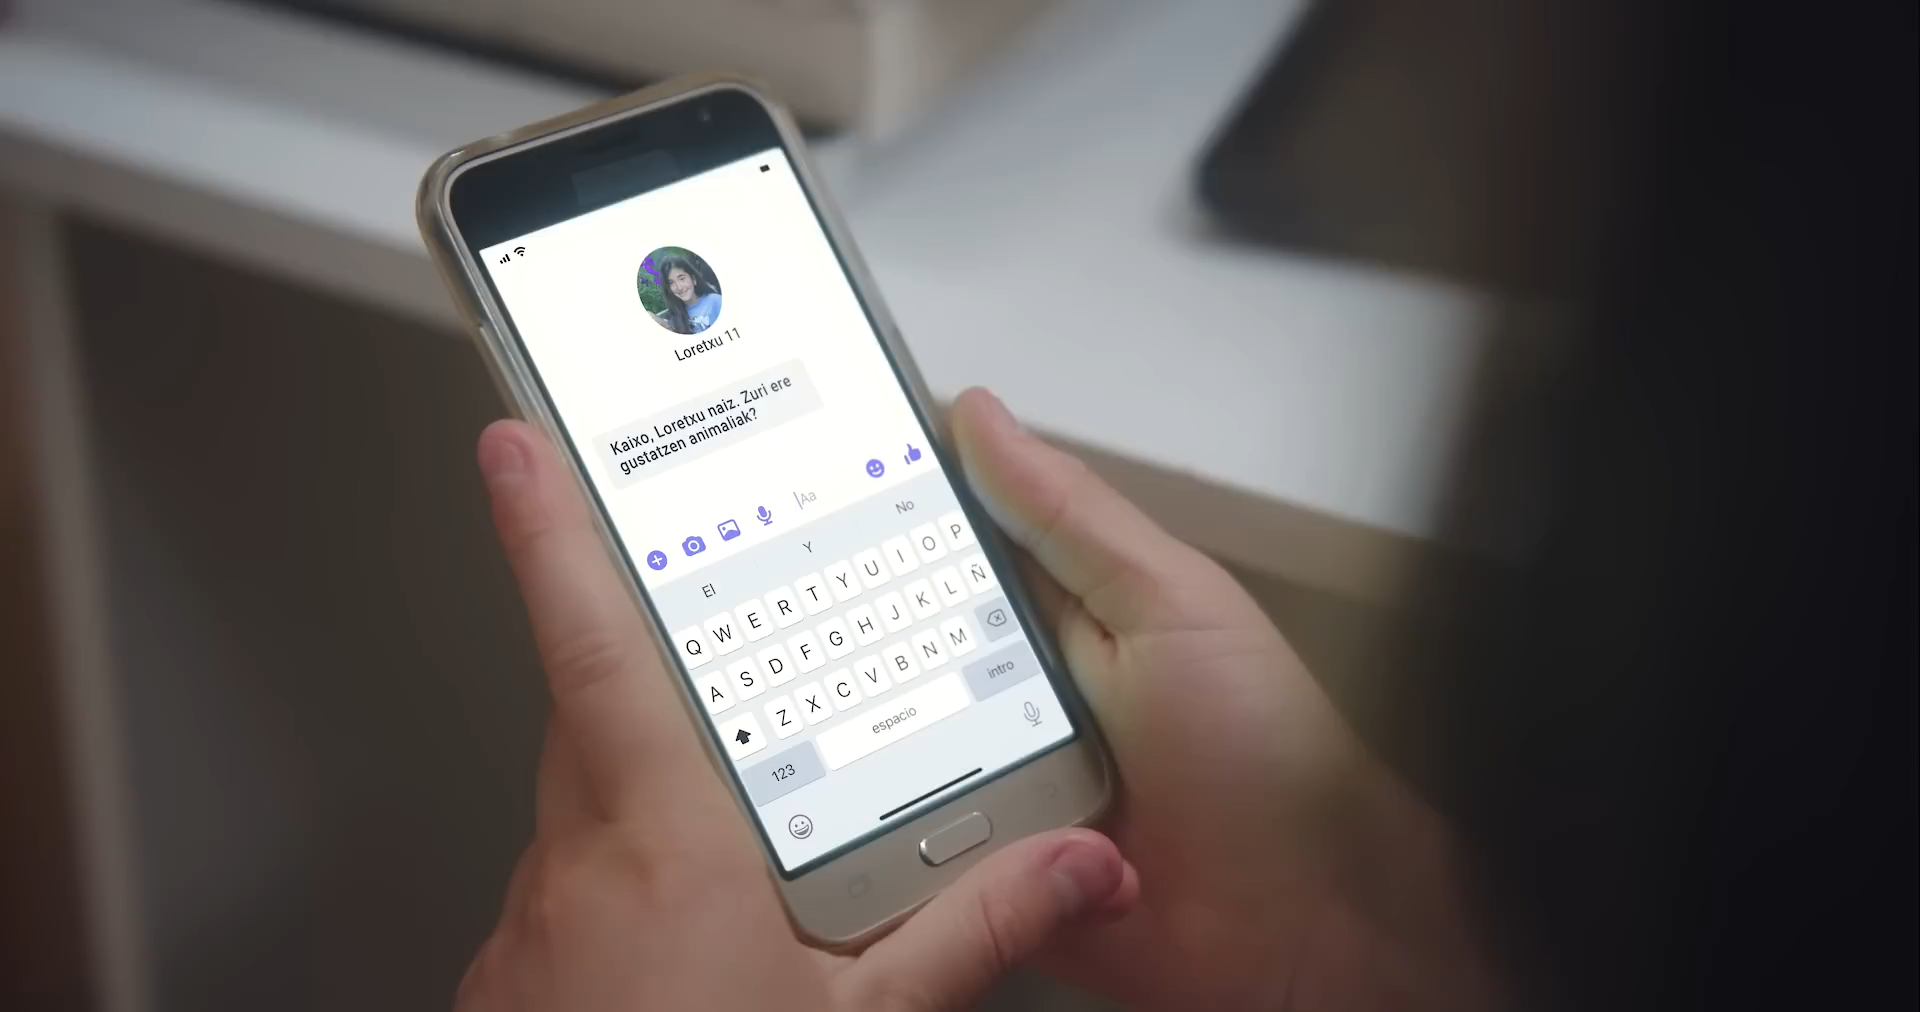 Loretxu 11
Kaixo, Loretxu naiz. Zuri ere
gustatzen animaliak?
Aa
El Y No
Q W E R T Y U I O P
A S D F G H J K L Ñ
Z X C V B N M
123 espacio intro